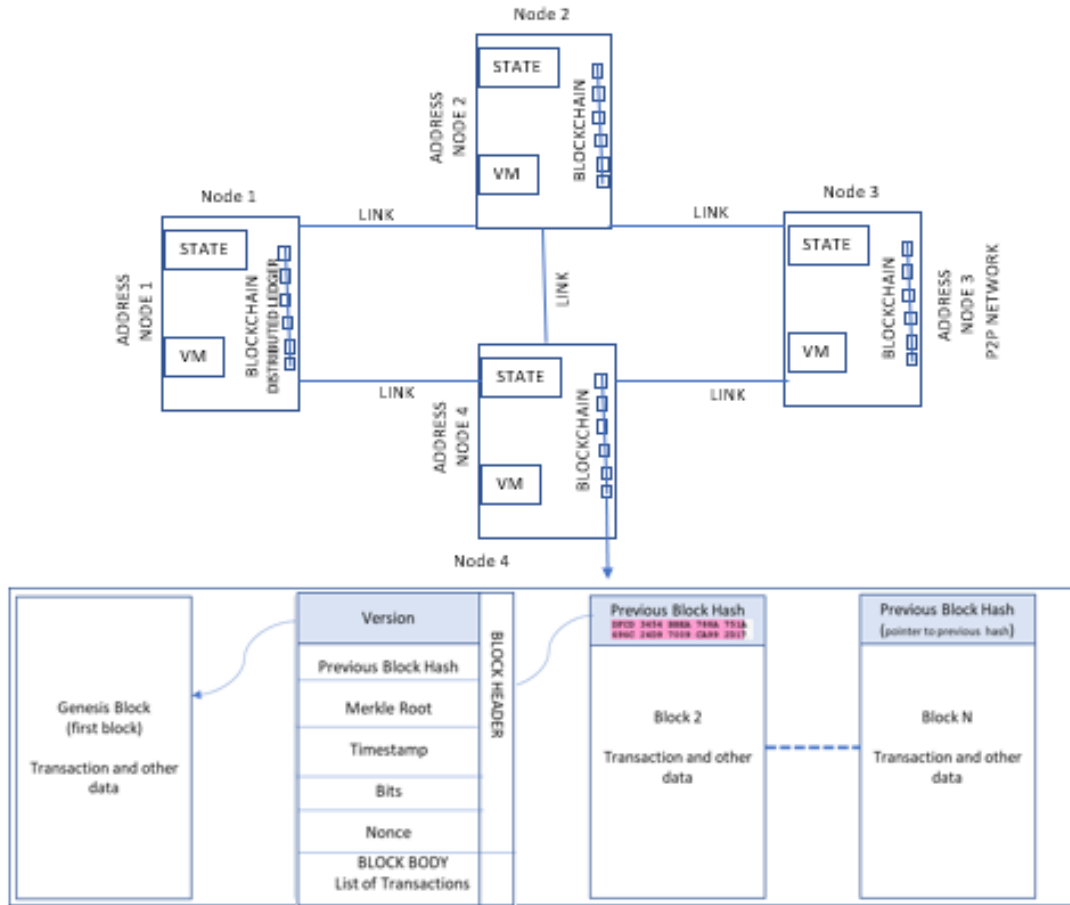 Node 2
STATE
ADDRESS
NODE 2
BLOCKCHAIN
VM
Node 1
LINK
LINK
Node 3
STATE
ADDRESS
NODE 1
BLOCKCHAIN
DISTRIBUTED LEDGER
VM
LINK
STATE
BLOCKCHAIN
ADDRESS
NODE 3
P2P NETWORK
VM
LINK
STATE
ADDRESS
NODE 4
BLOCKCHAIN
VM
LINK
Node 4
Genesis Block
(first block)
Transaction and other
data
Version
Previous Block Hash
Merkle Root
Timestamp
Bits
Nonce
BLOCK BODY
List of Transactions
BLOCK HEADER
Previous Block Hash
Block 2
Transaction and other
data
Previous Block Hash
(pointer to previous hash)
Block N
Transaction and other
data